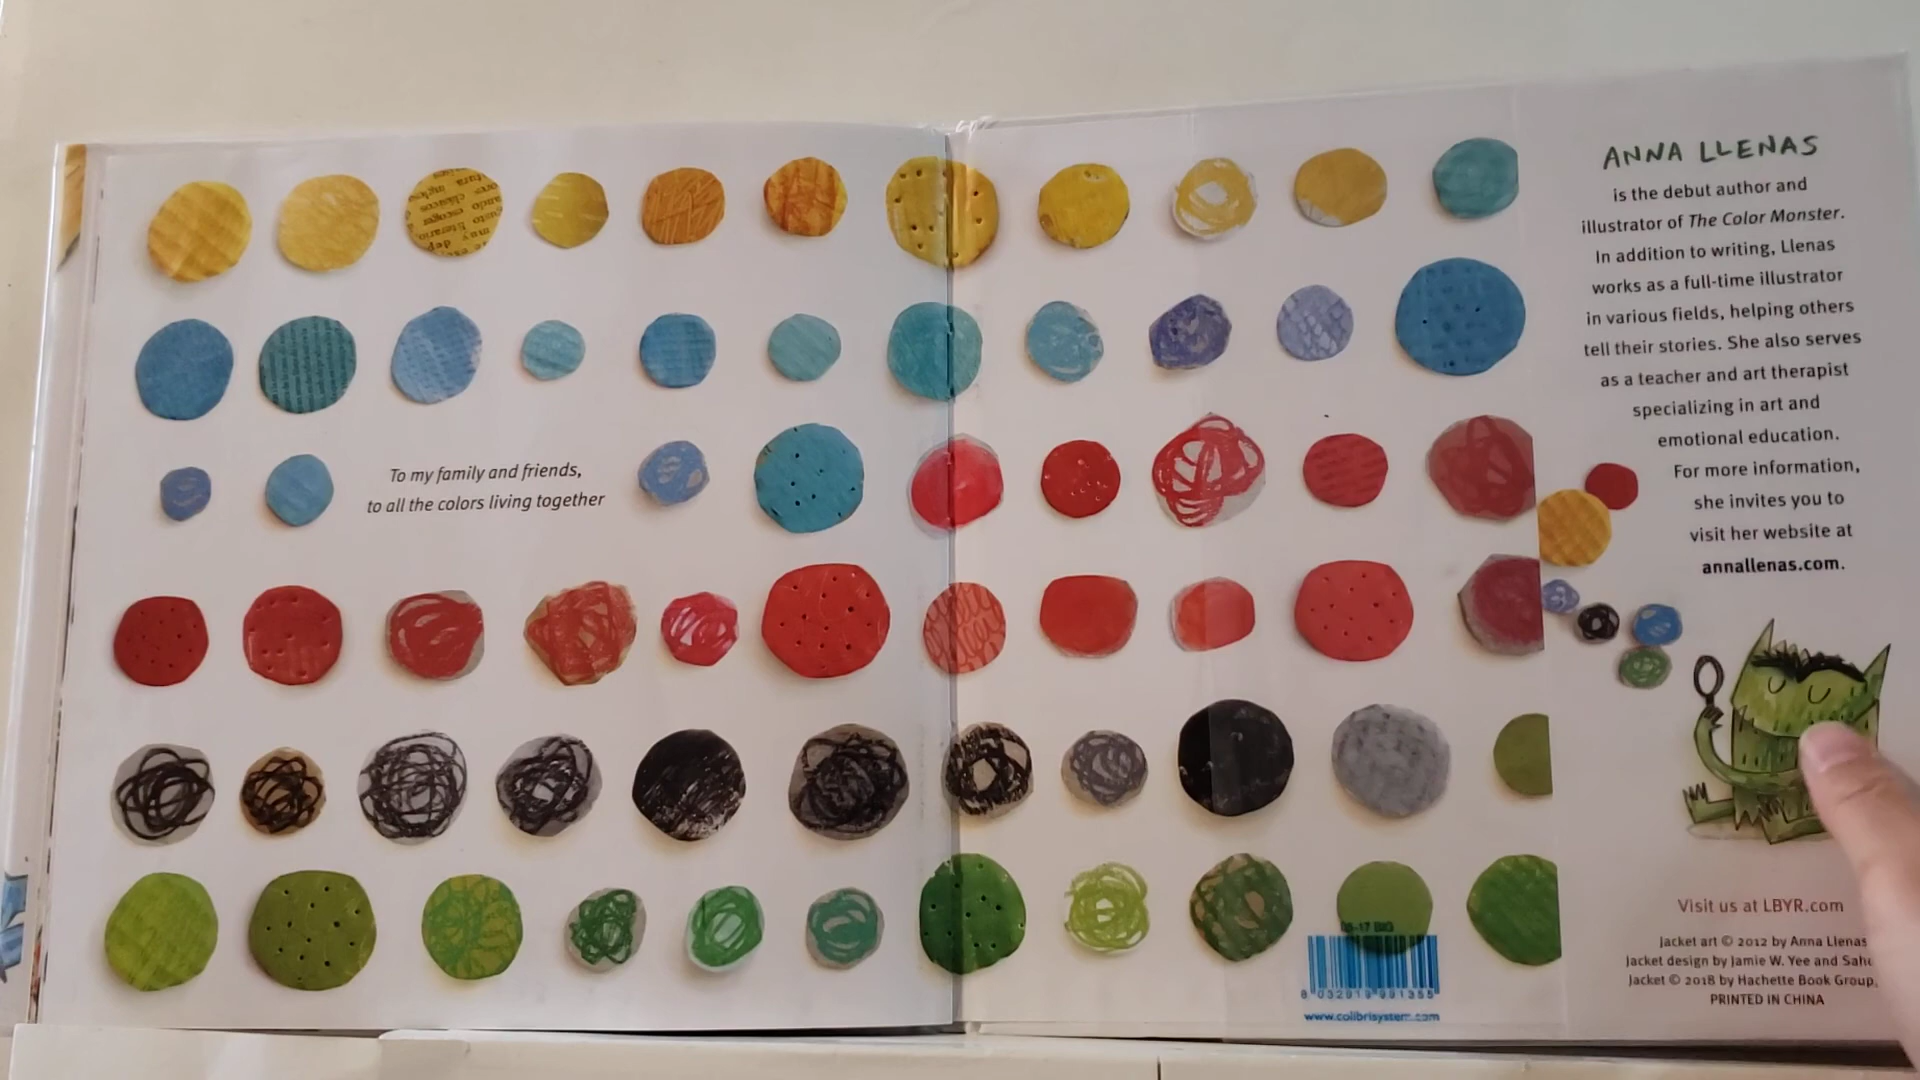 To my family and friends,
to all the colors living together
ANNA LLENAS
is the debut author and
illustrator of The Color Monster.
In addition to writing, Llenas
works as a full-time illustrator
in various fields, helping others
tell their stories. She also serves
as a teacher and art therapist
specializing in art and
emotional education.
For more information,
she invites you to
visit her website at
annallenas.com.
Visit us at LBYR.com
Jacket art © 2012 by Anna Llenas
Jacket design by Jamie W. Yee and
Jacket © 2018 by Hachette Book Group,
PRINTED IN CHINA
8 032919 991355
www.colibrisystem.com